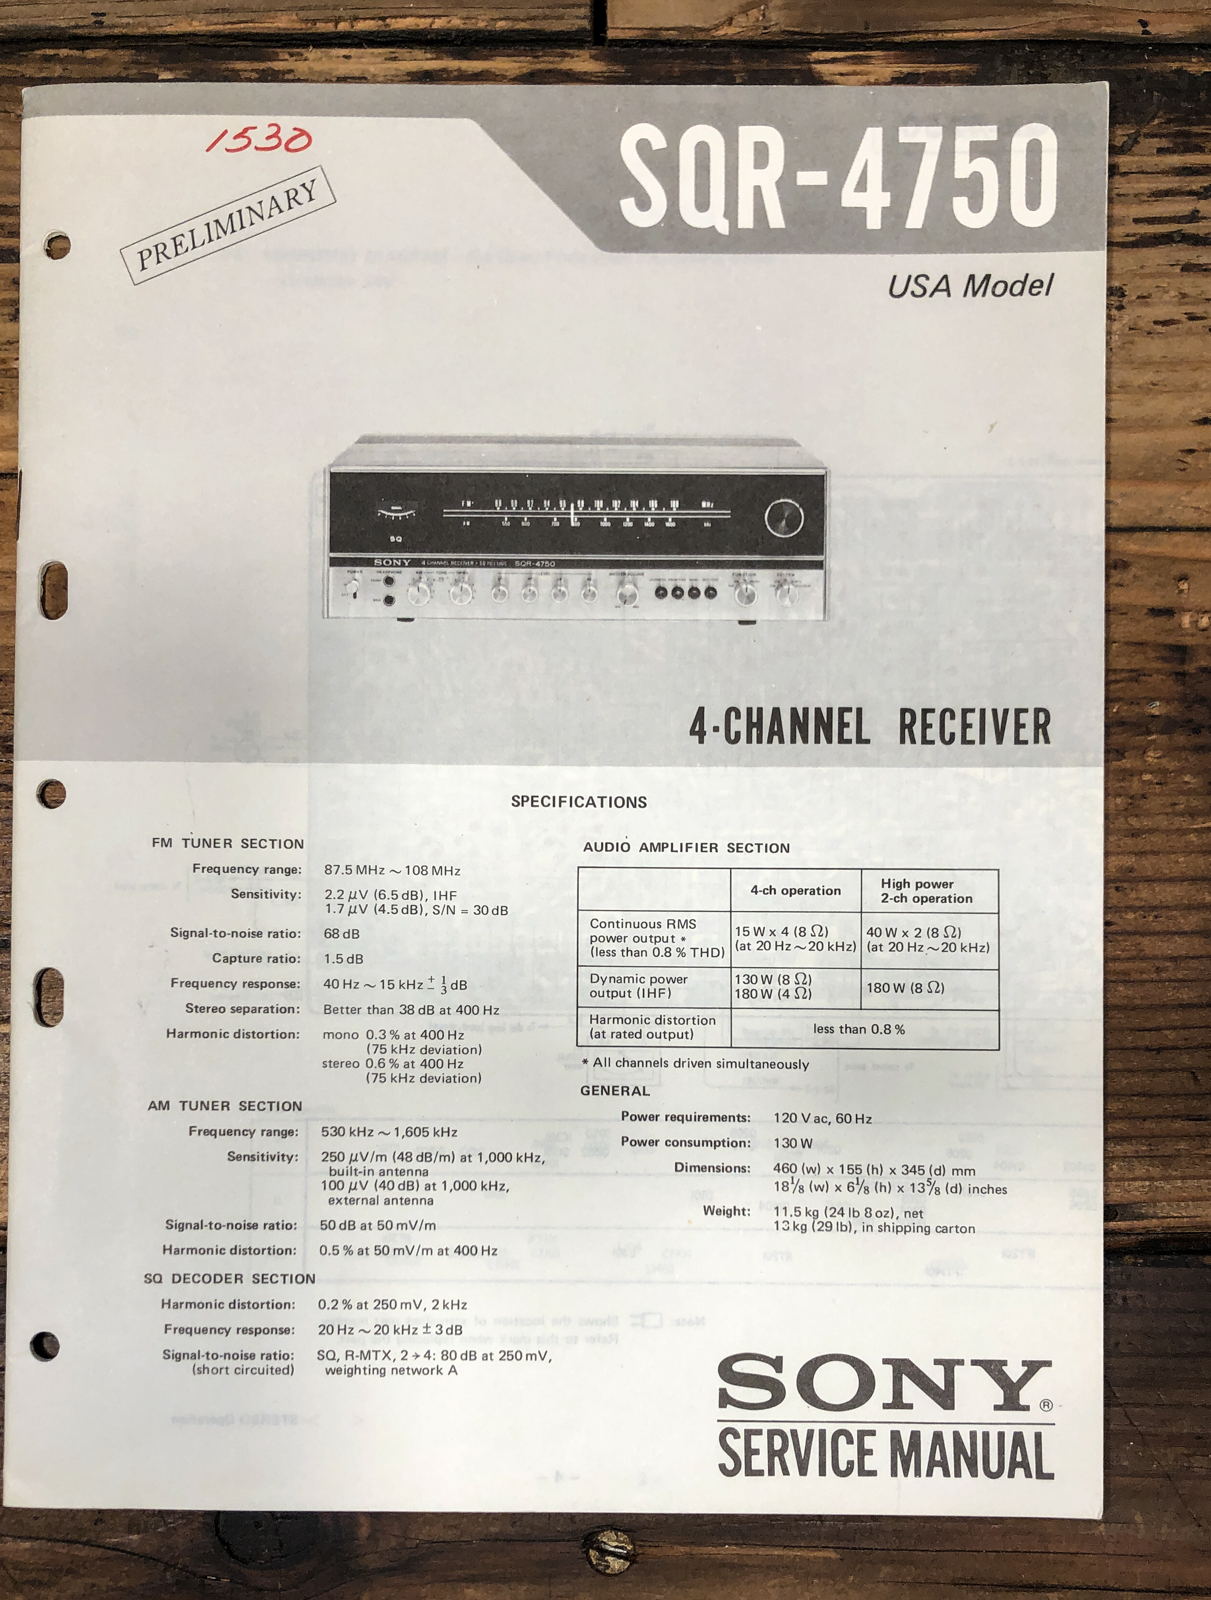 1530
PRELIMINARY
SQR-4750
USA Model
SQ
SONY 4 CHANNEL RECEIVER SQR-4750
4-CHANNEL RECEIVER
SPECIFICATIONS
FM TUNER SECTION
Frequency range: 87.5 MHz ~ 108 MHz
Sensitivity: 2.2 μV (6.5 dB), IHF
1.7 μV (4.5 dB), S/N = 30 dB
Signal-to-noise ratio: 68 dB
Capture ratio: 1.5 dB
Frequency response: 40 Hz ~ 15 kHz ± 1/3 dB
Stereo separation: Better than 38 dB at 400 Hz
Harmonic distortion: mono 0.3 % at 400 Hz
(75 kHz deviation)
stereo 0.6 % at 400 Hz
(75 kHz deviation)
AM TUNER SECTION
Frequency range: 530 kHz ~ 1,605 kHz
Sensitivity: 250 μV/m (48 dB/m) at 1,000 kHz,
built-in antenna
100 μV (40 dB) at 1,000 kHz,
external antenna
Signal-to-noise ratio: 50 dB at 50 mV/m
Harmonic distortion: 0.5 % at 50 mV/m at 400 Hz
SQ DECODER SECTION
Harmonic distortion: 0.2 % at 250 mV, 2 kHz
Frequency response: 20 Hz ~ 20 kHz ± 3 dB
Signal-to-noise ratio: SQ, R-MTX, 2→4: 80 dB at 250 mV,
(short circuited) weighting network A
AUDIO AMPLIFIER SECTION
4-ch operation
High power
2-ch operation
Continuous RMS
power output *
(less than 0.8 % THD)
15 W x 4 (8 Ω)
(at 20 Hz~20 kHz)
40 W x 2 (8 Ω)
(at 20 Hz~20 kHz)
Dynamic power
output (IHF)
130 W (8 Ω)
180 W (4 Ω)
180 W (8 Ω)
Harmonic distortion
(at rated output)
less than 0.8 %
* All channels driven simultaneously
GENERAL
Power requirements: 120 V ac, 60 Hz
Power consumption: 130 W
Dimensions: 460 (w) x 155 (h) x 345 (d) mm
18 1/8 (w) x 6 1/8 (h) x 13 5/8 (d) inches
Weight: 11.5 kg (24 lb 8 oz), net
13 kg (29 lb), in shipping carton
SONY®
SERVICE MANUAL